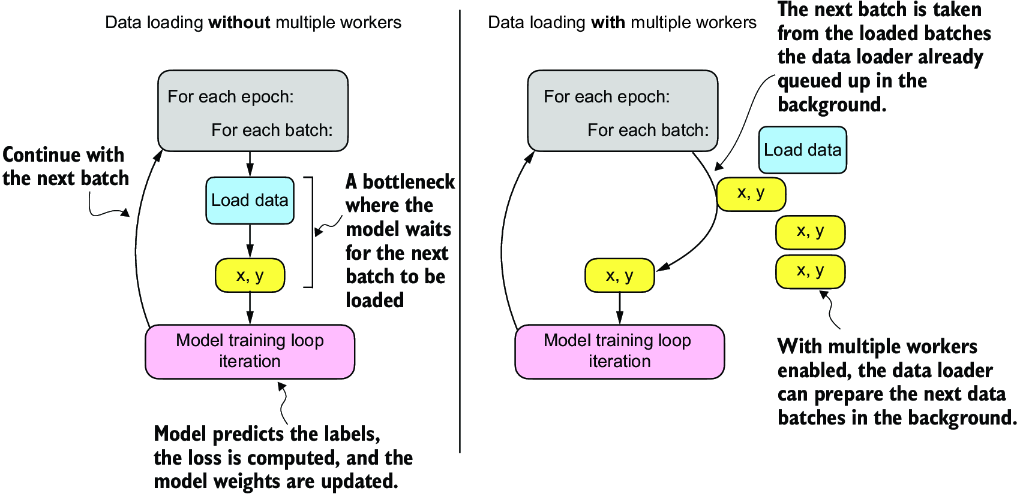 Data loading without multiple workers
For each epoch:
For each batch:
Continue with
the next batch
Load data
x, y
A bottleneck
where the
model waits
for the next
batch to be
loaded
Model training loop
iteration
Model predicts the labels,
the loss is computed, and the
model weights are updated.
Data loading with multiple workers
The next batch is taken
from the loaded batches
the data loader already
queued up in the
background.
For each epoch:
For each batch:
Load data
x, y
x, y
x, y
x, y
Model training loop
iteration
With multiple workers
enabled, the data loader
can prepare the next data
batches in the background.